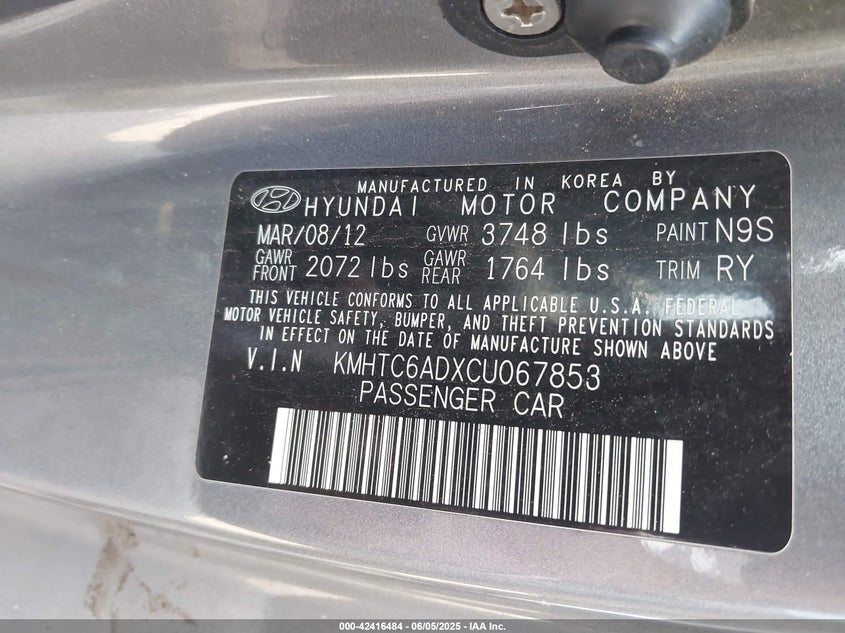 MANUFACTURED IN KOREA BY
HYUNDAI MOTOR COMPANY
MAR/08/12 GVWR 3748 lbs PAINT N9S
GAWR FRONT 2072 lbs GAWR REAR 1764 lbs TRIM RY
THIS VEHICLE CONFORMS TO ALL APPLICABLE U.S.A. FEDERAL
MOTOR VEHICLE SAFETY, BUMPER, AND THEFT PREVENTION STANDARDS
IN EFFECT ON THE DATE OF MANUFACTURE SHOWN ABOVE
V.I.N KMHTC6ADXCU067853
PASSENGER CAR
000-42416484 - 06/05/2025 - IAA Inc.